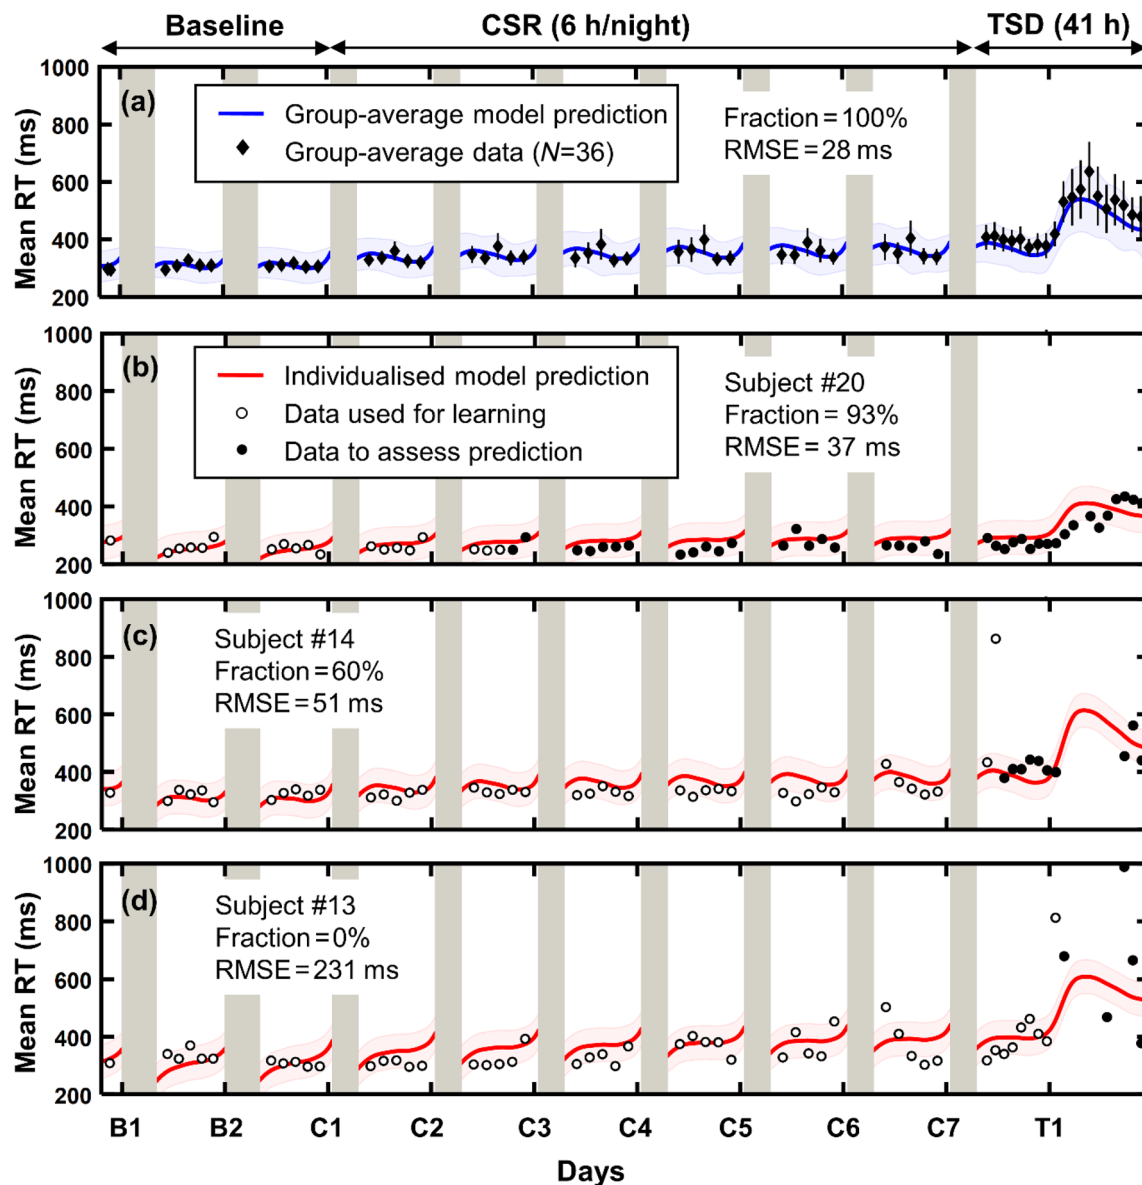 Baseline CSR (6 h/night) TSD (41 h)
1000
(a)
Group-average model prediction
Group-average data (N=36)
Fraction = 100%
RMSE = 28 ms
800
600
400
200
Mean RT (ms)
1000
(b)
Individualised model prediction
Data used for learning
Data to assess prediction
Subject #20
Fraction = 93%
RMSE = 37 ms
800
600
400
200
Mean RT (ms)
1000
(c)
Subject #14
Fraction = 60%
RMSE = 51 ms
800
600
400
200
Mean RT (ms)
1000
(d)
Subject #13
Fraction = 0%
RMSE = 231 ms
800
600
400
200
Mean RT (ms)
B1 B2 C1 C2 C3 C4 C5 C6 C7 T1
Days